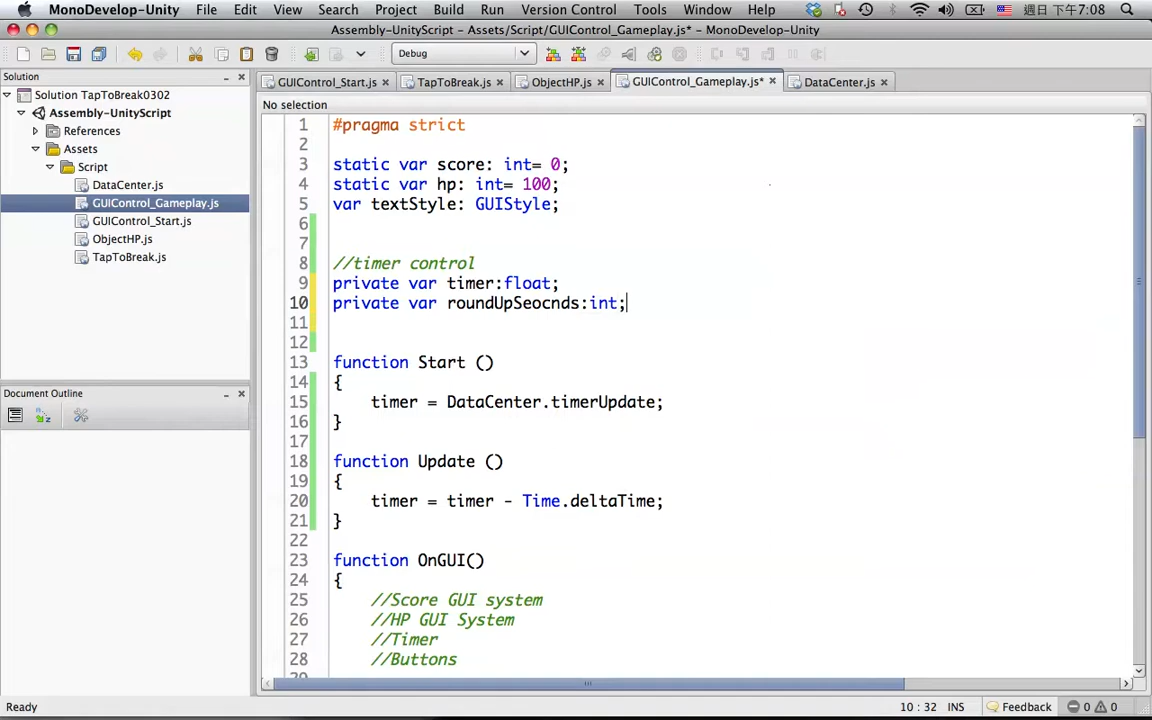 MonoDevelop-Unity File Edit View Search Project Build Run Version Control Tools Window Help 週日 下午7:08
Assembly-UnityScript – Assets/Script/GUIControl_Gameplay.js* – MonoDevelop-Unity
Debug
Solution
Solution TapToBreak0302
Assembly-UnityScript
References
Assets
Script
DataCenter.js
GUIControl_Gameplay.js
GUIControl_Start.js
ObjectHP.js
TapToBreak.js
Document Outline
GUIControl_Start.js TapToBreak.js ObjectHP.js GUIControl_Gameplay.js* DataCenter.js
No selection
1 #pragma strict
2
3 static var score: int= 0;
4 static var hp: int= 100;
5 var textStyle: GUIStyle;
6
7
8 //timer control
9 private var timer:float;
10 private var roundUpSeocnds:int;
11
12
13 function Start ()
14 {
15 timer = DataCenter.timerUpdate;
16 }
17
18 function Update ()
19 {
20 timer = timer - Time.deltaTime;
21 }
22
23 function OnGUI()
24 {
25 //Score GUI system
26 //HP GUI System
27 //Timer
28 //Buttons
Ready 10 : 32 INS Feedback 0 0